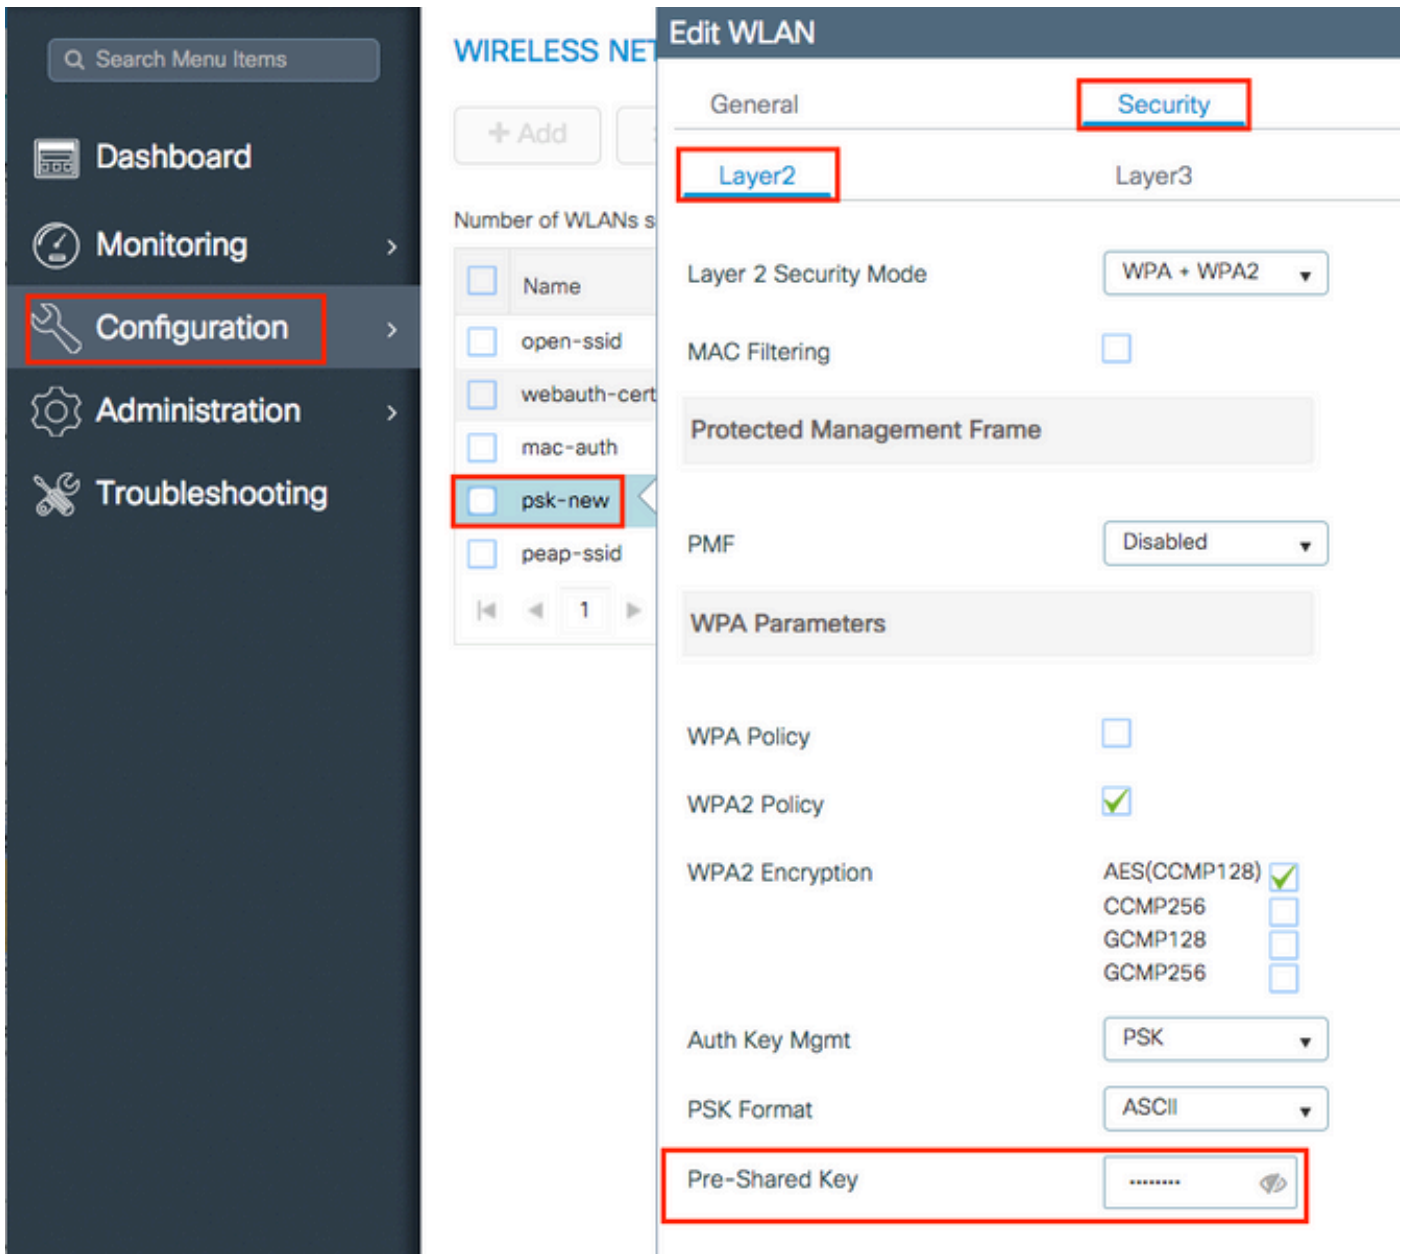 Search Menu Items
Dashboard
Monitoring
Configuration
Administration
Troubleshooting
WIRELESS NET
+ Add
Number of WLANs s
Name
open-ssid
webauth-cert
mac-auth
psk-new
peap-ssid
1
Edit WLAN
General
Security
Layer2
Layer3
Layer 2 Security Mode
WPA + WPA2
MAC Filtering
Protected Management Frame
PMF
Disabled
WPA Parameters
WPA Policy
WPA2 Policy
WPA2 Encryption
AES(CCMP128)
CCMP256
GCMP128
GCMP256
Auth Key Mgmt
PSK
PSK Format
ASCII
Pre-Shared Key
········